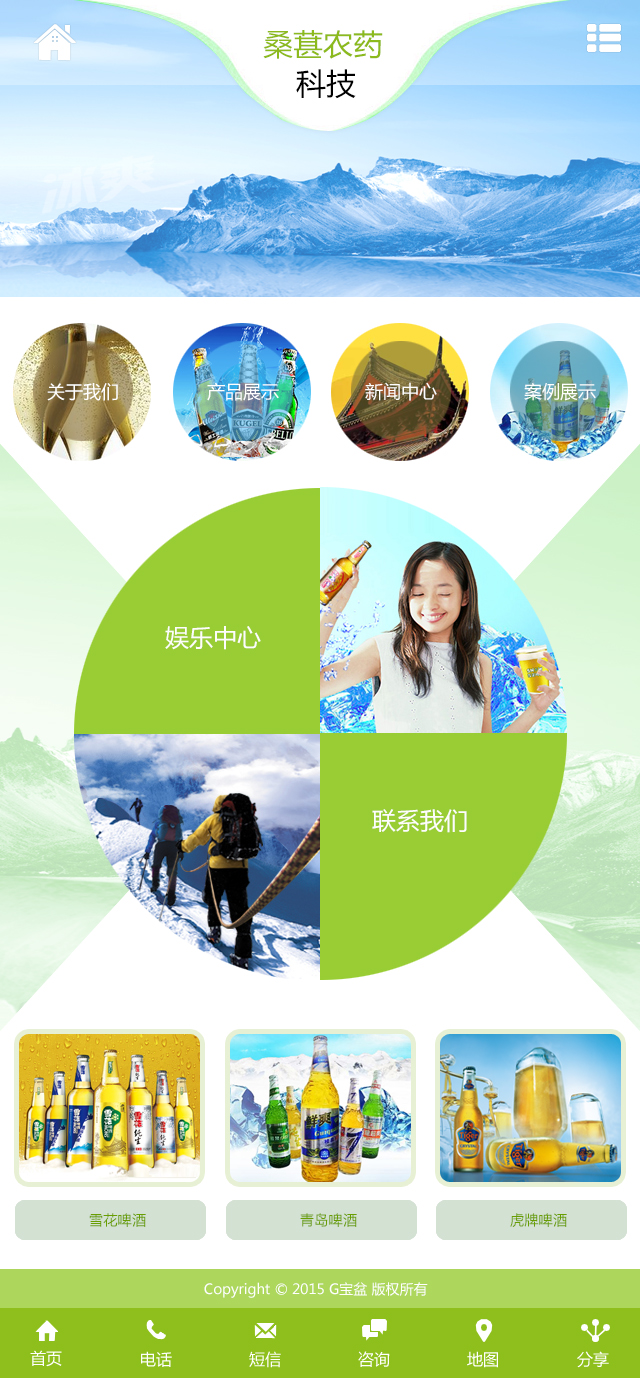 桑葚农药
科技
冰爽
关于我们
产品展示
新闻中心
案例展示
娱乐中心
联系我们
雪花啤酒
青岛啤酒
虎牌啤酒
Copyright © 2015 G宝盆 版权所有
首页
电话
短信
咨询
地图
分享